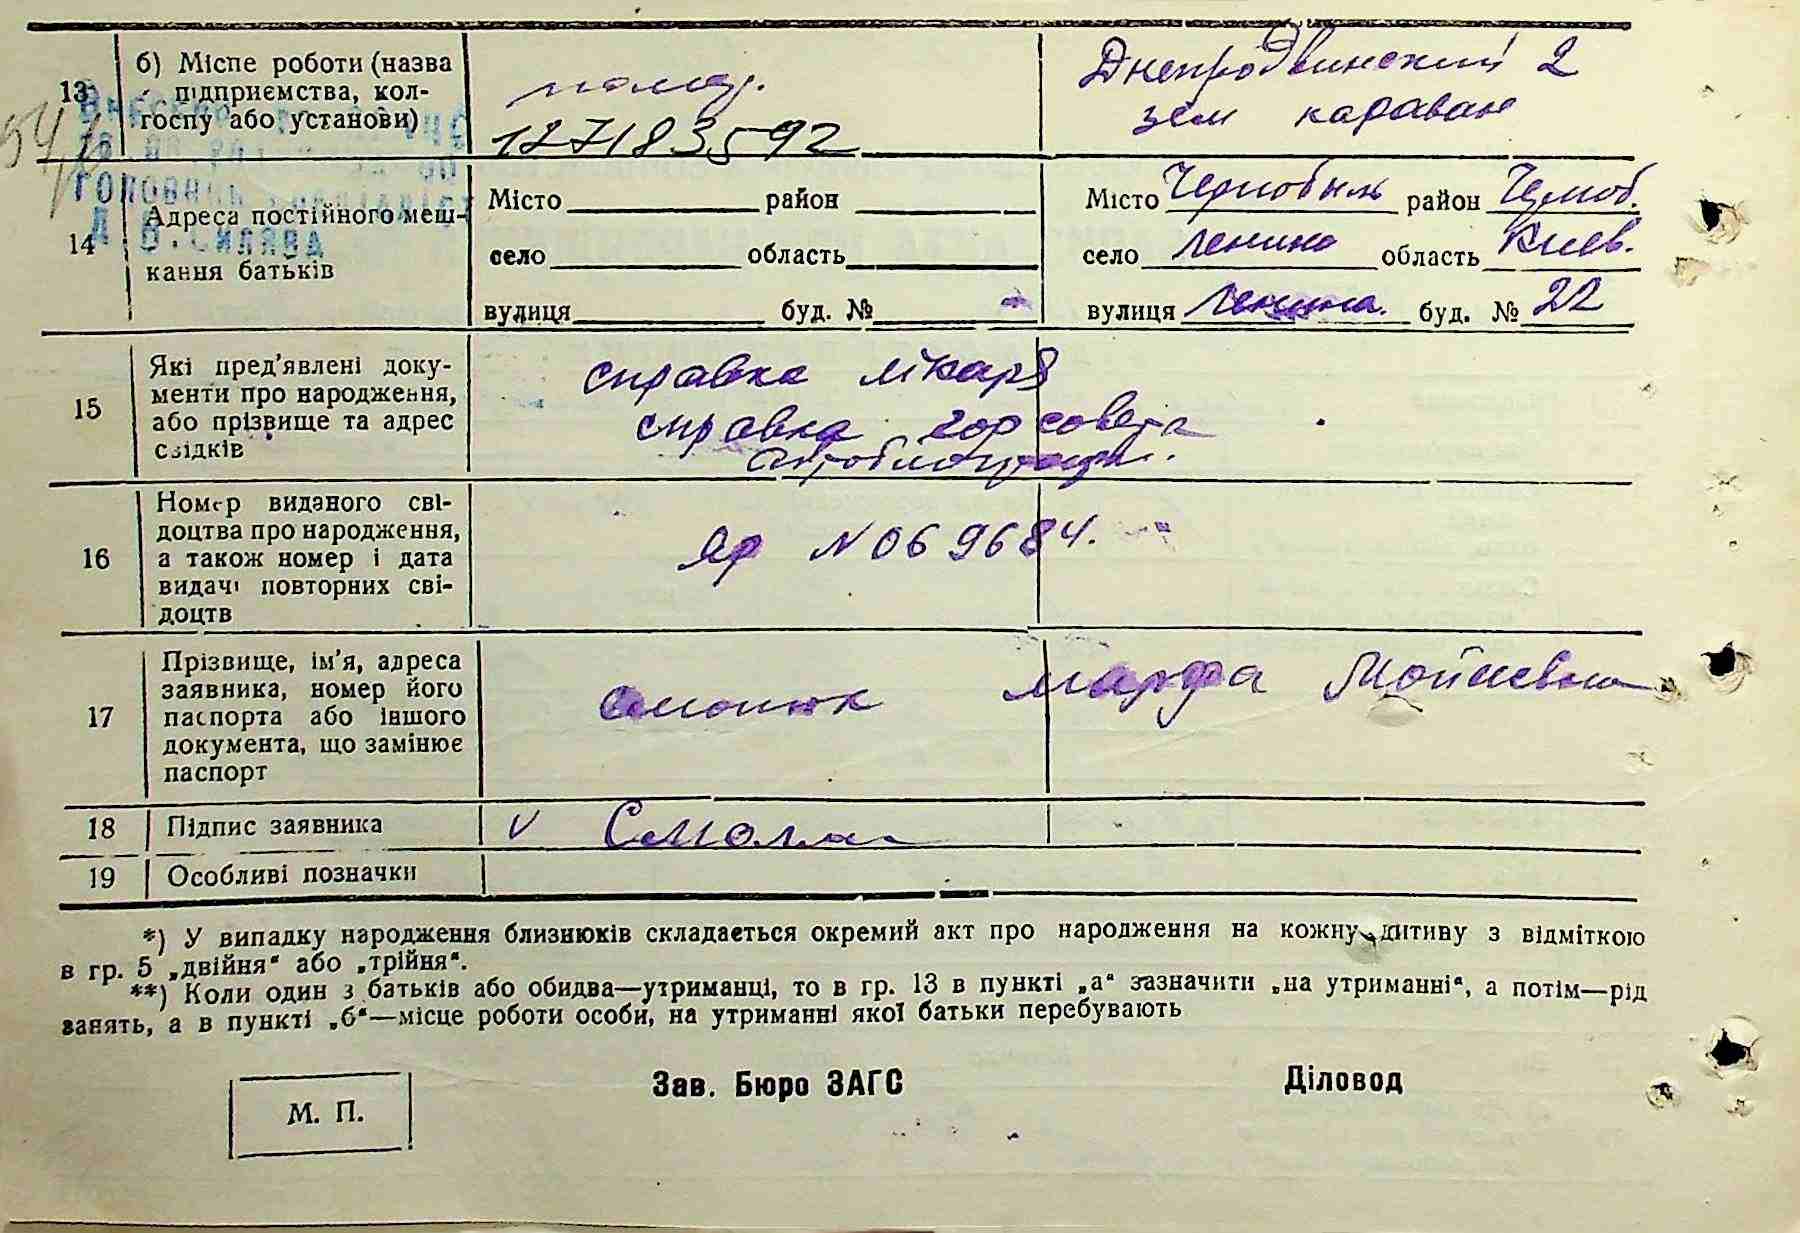 13 б) Місце роботи (назва підприємства, колгоспу або установи)
1271835592
Днепродвинский 2
зем караван
головний
14 Адреса постійного мешкання батьків
Місто район
село область
вулиця буд. №
Місто Чернобыль район Черноб.
село Ленина область Киев.
вулиця Ленина. буд. № 22
15 Які пред'явлені документи про народження, або прізвище та адрес свідків
справка лікаря
справка горсовета
16 Номер виданого свідоцтва про народження, а також номер і дата видачі повторних свідоцтв
ЯР N 069684.
17 Прізвище, ім'я, адреса заявника, номер його паспорта або іншого документа, що замінює паспорт
Марфа Мойсеевна
18 Підпис заявника
V
19 Особливі позначки
*) У випадку народження близнюків складається окремий акт про народження на кожну дитину з відміткою
в гр. 5 „двійня“ або „трійня“.
**) Коли один з батьків або обидва—утриманці, то в гр. 13 в пункті „а“ зазначити „на утриманні“, а потім—рід
занять, а в пункті „б“—місце роботи особи, на утриманні якої батьки перебувають
Зав. Бюро ЗАГС Діловод
М. П.